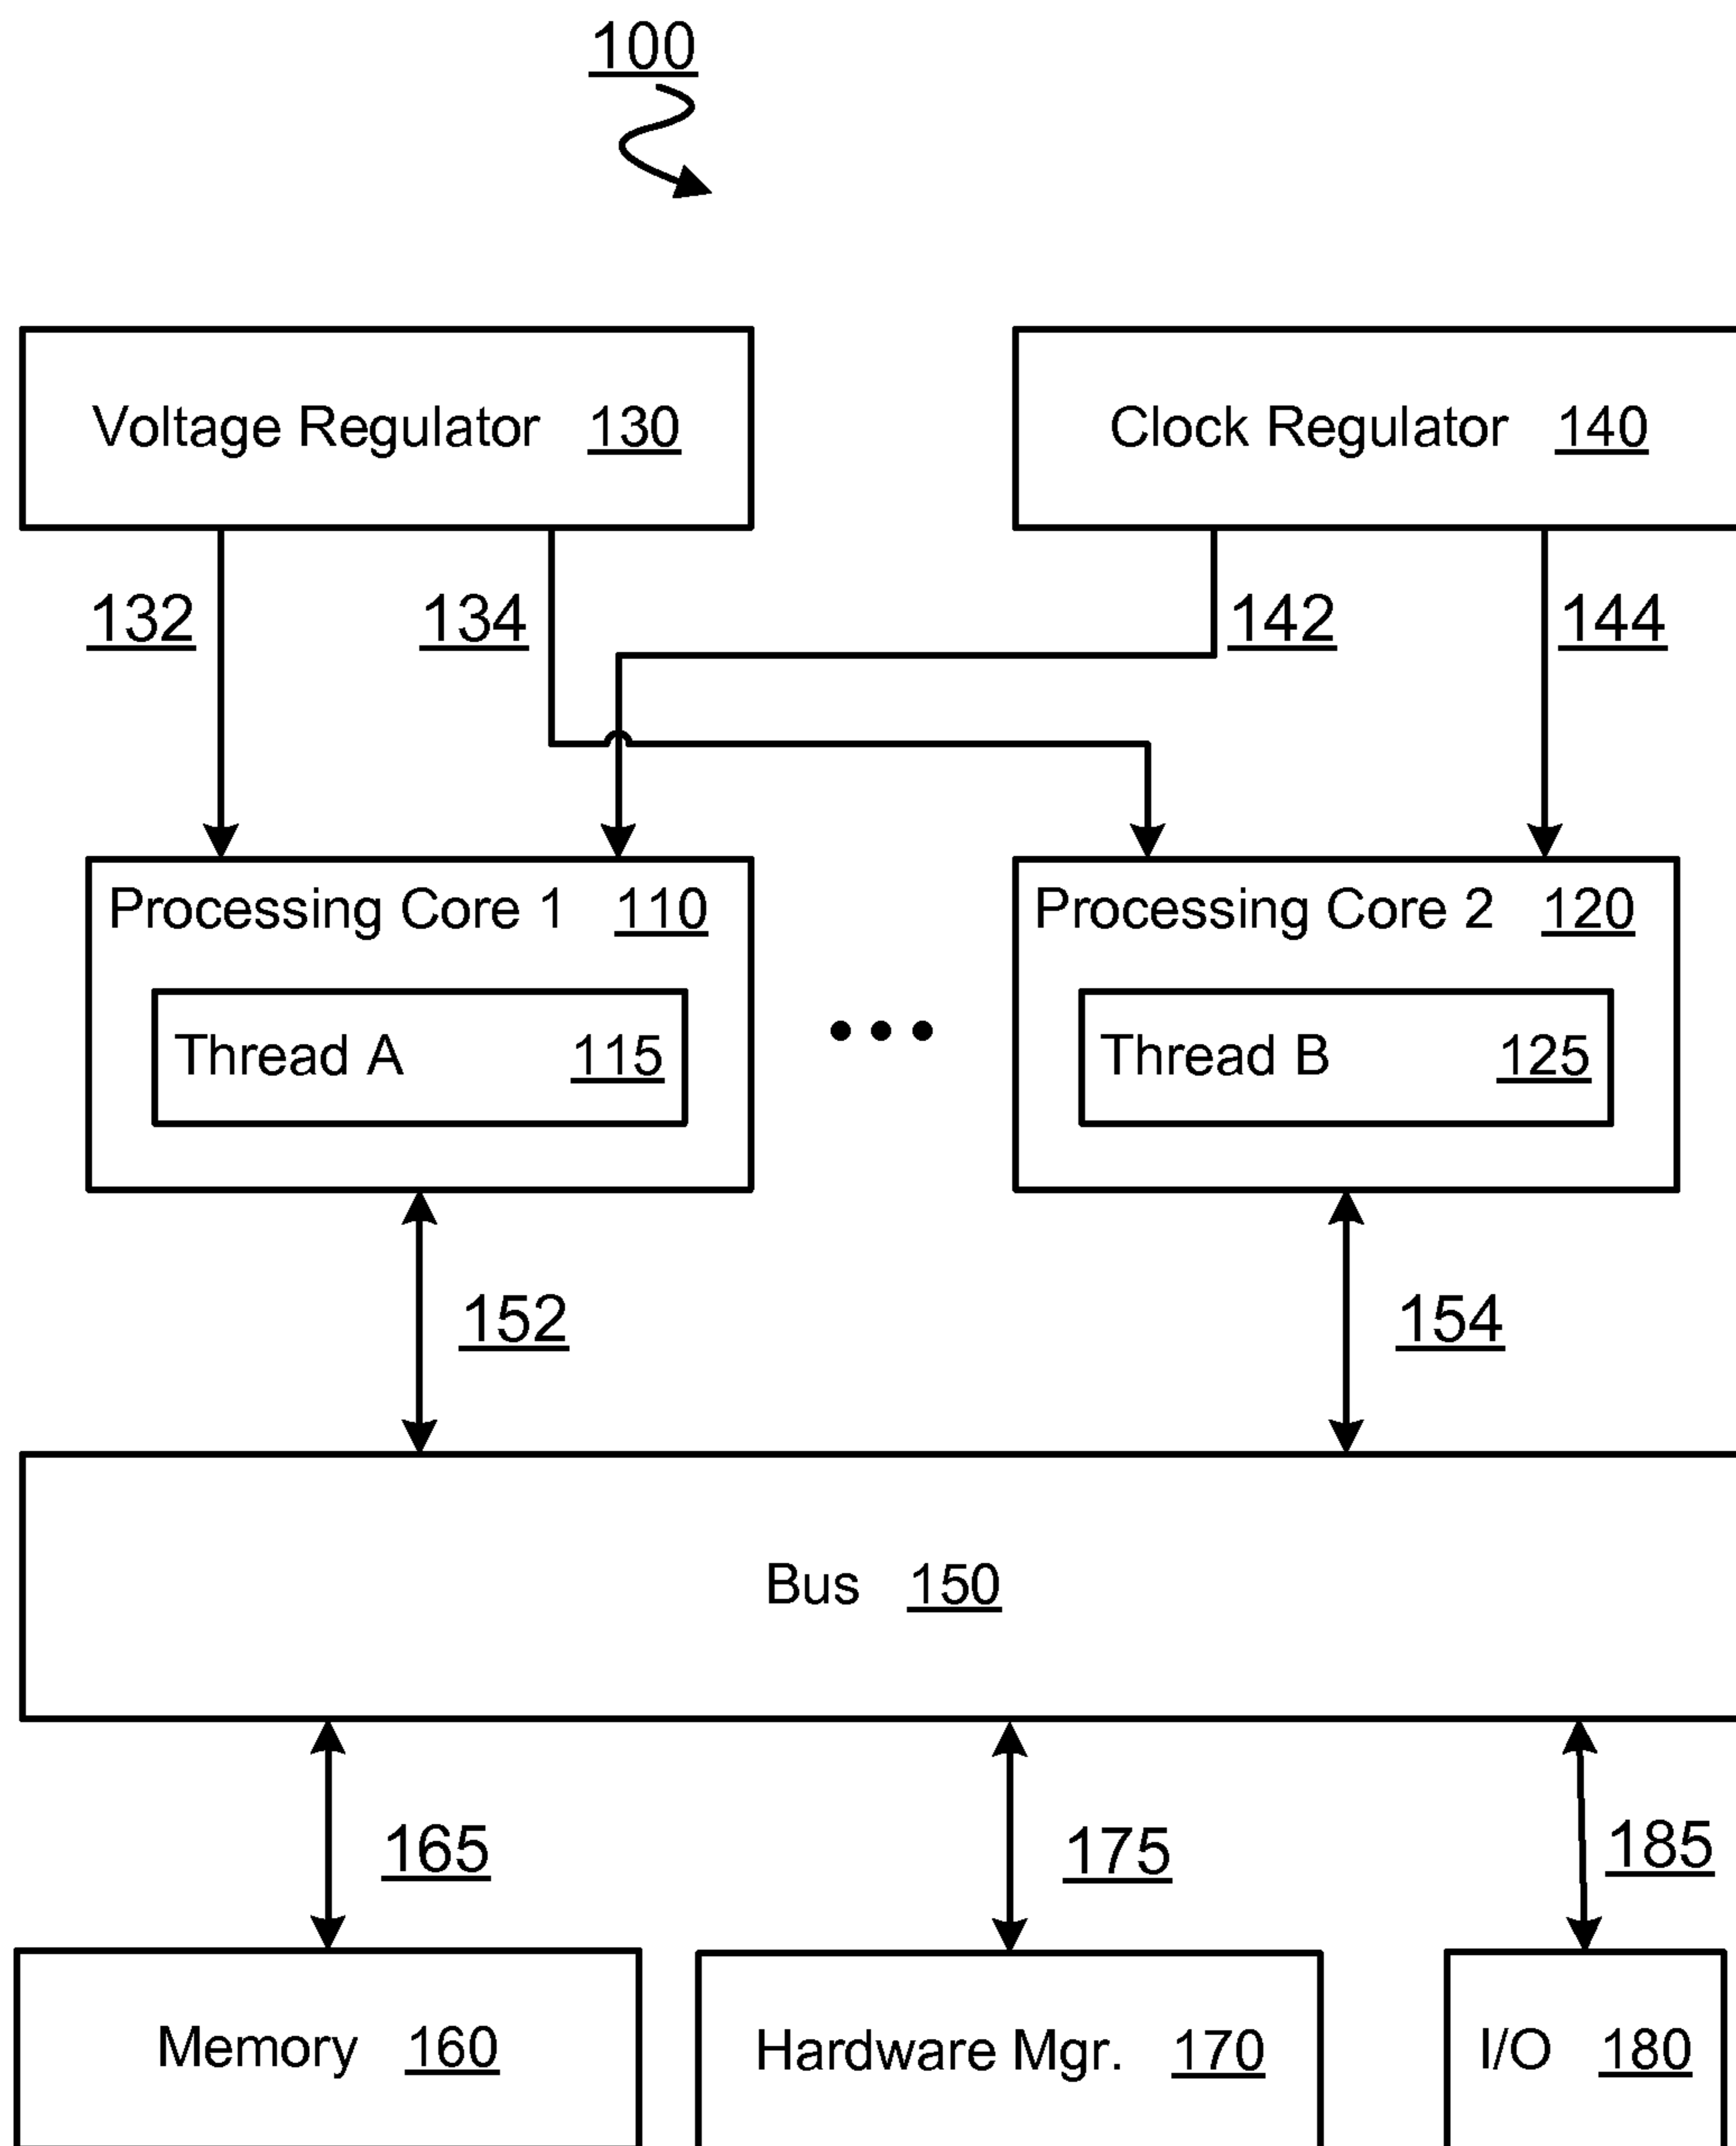 100
Voltage Regulator 130
Clock Regulator 140
132
134
142
144
Processing Core 1 110
Processing Core 2 120
Thread A 115
Thread B 125
152
154
Bus 150
165
175
185
Memory 160
Hardware Mgr. 170
I/O 180